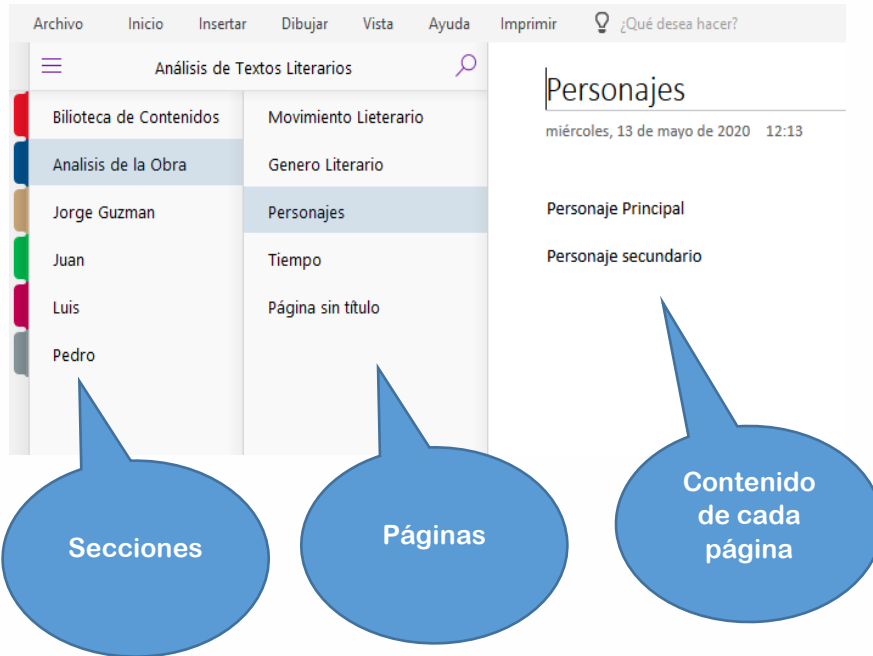 Archivo Inicio Insertar Dibujar Vista Ayuda Imprimir ¿Qué desea hacer?
Análisis de Textos Literarios
Bilioteca de Contenidos
Analisis de la Obra
Jorge Guzman
Juan
Luis
Pedro
Movimiento Lieterario
Genero Literario
Personajes
Tiempo
Página sin título
Personajes
miércoles, 13 de mayo de 2020 12:13
Personaje Principal
Personaje secundario
Secciones
Páginas
Contenido
de cada
página